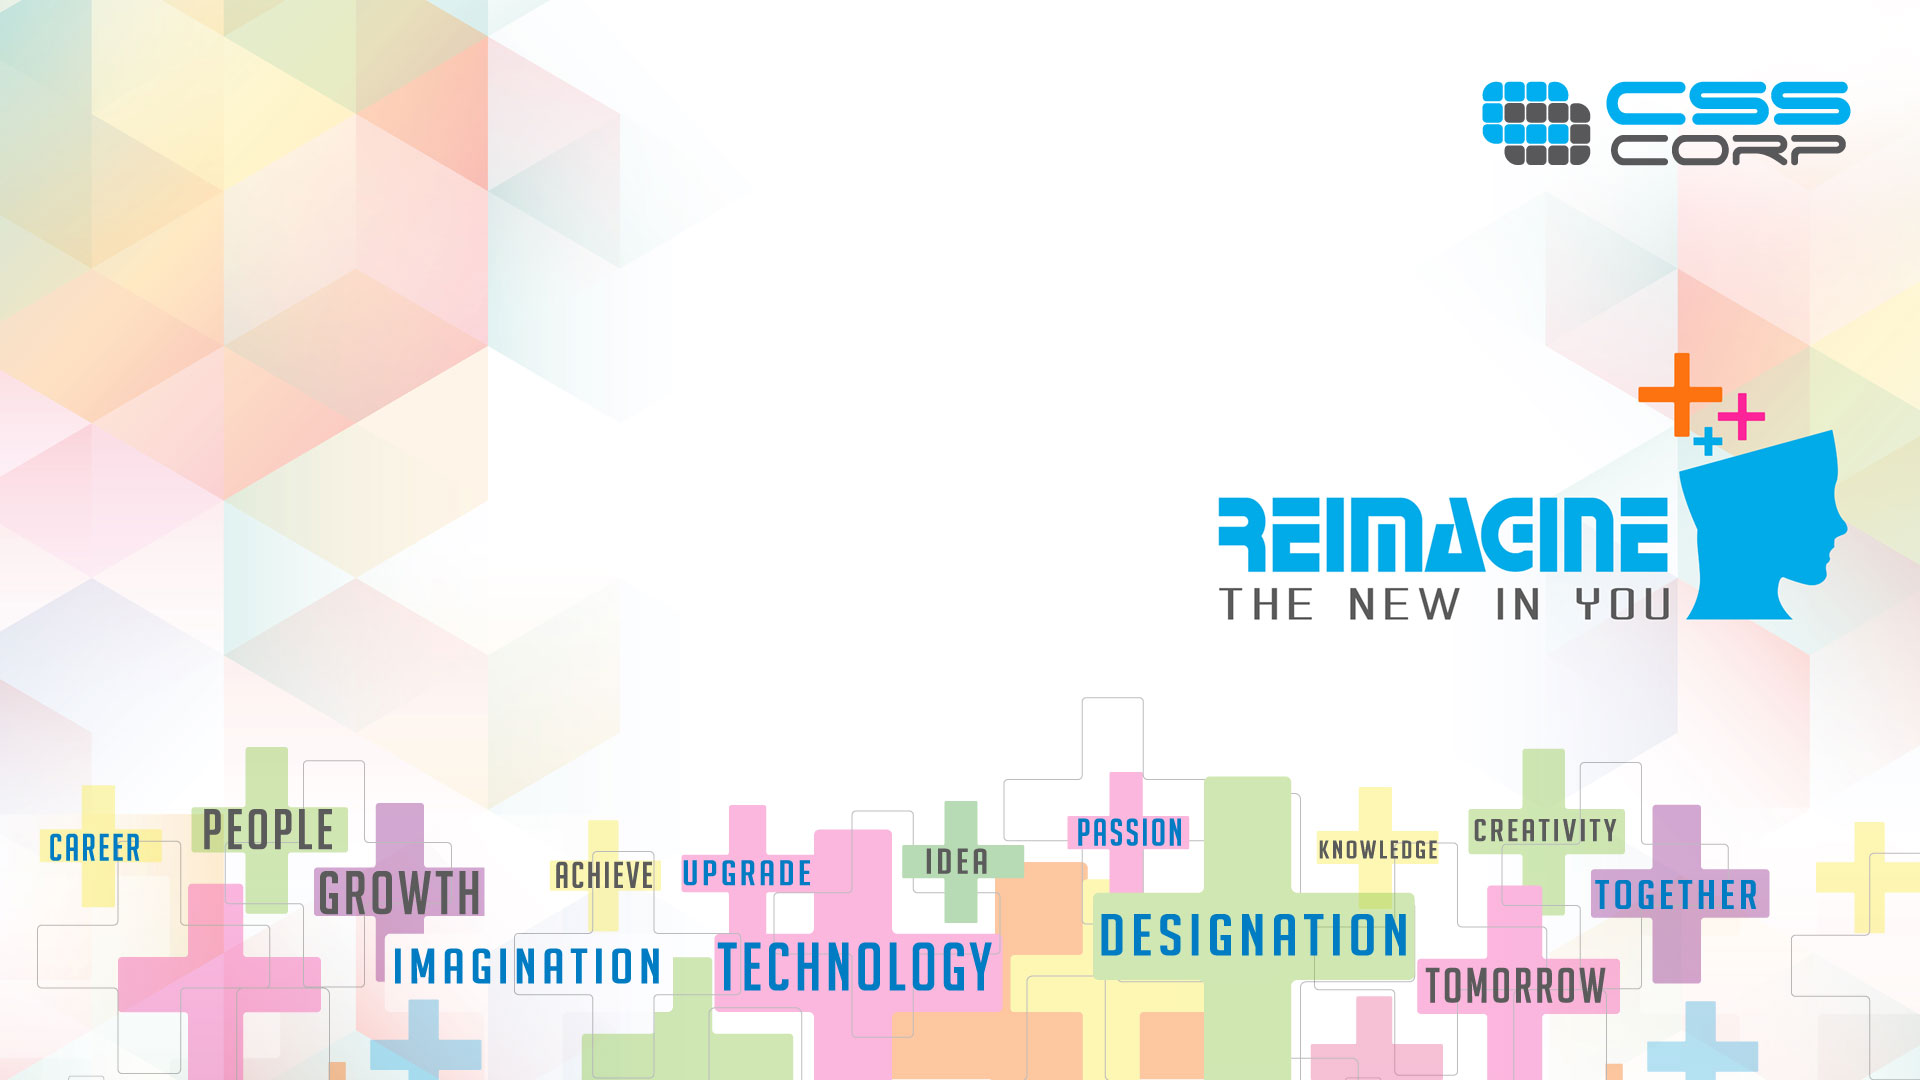 CSS
CORP
REIMAGINE
THE NEW IN YOU
CAREER
PEOPLE
GROWTH
IMAGINATION
ACHIEVE
UPGRADE
TECHNOLOGY
IDEA
PASSION
DESIGNATION
KNOWLEDGE
CREATIVITY
TOMORROW
TOGETHER